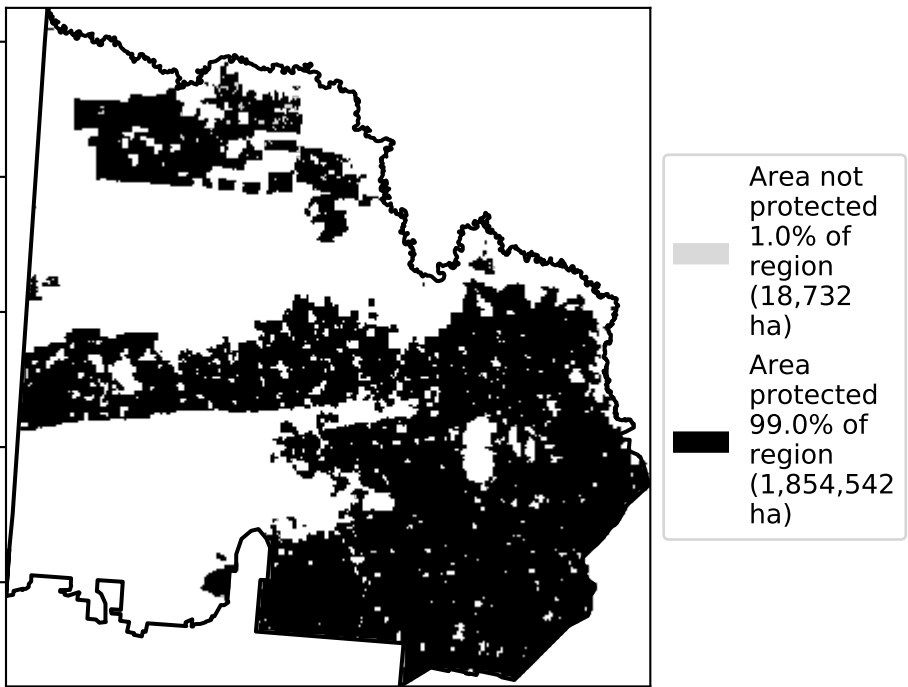 Area not
protected
1.0% of
region
(18,732
ha)
Area
protected
99.0% of
region
(1,854,542
ha)